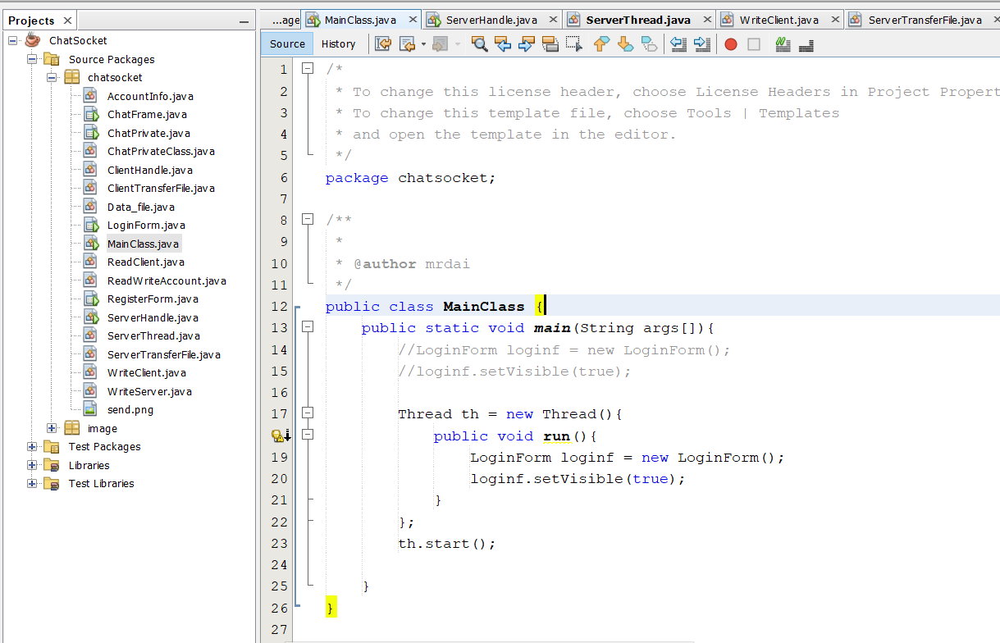 Projects
ChatSocket
Source Packages
chatsocket
AccountInfo.java
ChatFrame.java
ChatPrivate.java
ChatPrivateClass.java
ClientHandle.java
ClientTransferFile.java
Data_file.java
LoginForm.java
MainClass.java
ReadClient.java
ReadWriteAccount.java
RegisterForm.java
ServerHandle.java
ServerThread.java
ServerTransferFile.java
WriteClient.java
WriteServer.java
send.png
image
Test Packages
Libraries
Test Libraries
...age MainClass.java ServerHandle.java ServerThread.java WriteClient.java ServerTransferFile.java
Source History
1 /*
2 * To change this license header, choose License Headers in Project Propert
3 * To change this template file, choose Tools | Templates
4 * and open the template in the editor.
5 */
6 package chatsocket;
7
8 /**
9 *
10 * @author mrdai
11 */
12 public class MainClass {
13 public static void main(String args[]){
14 //LoginForm loginf = new LoginForm();
15 //loginf.setVisible(true);
16
17 Thread th = new Thread(){
public void run(){
19 LoginForm loginf = new LoginForm();
20 loginf.setVisible(true);
21 }
22 };
23 th.start();
24
25 }
26 }
27